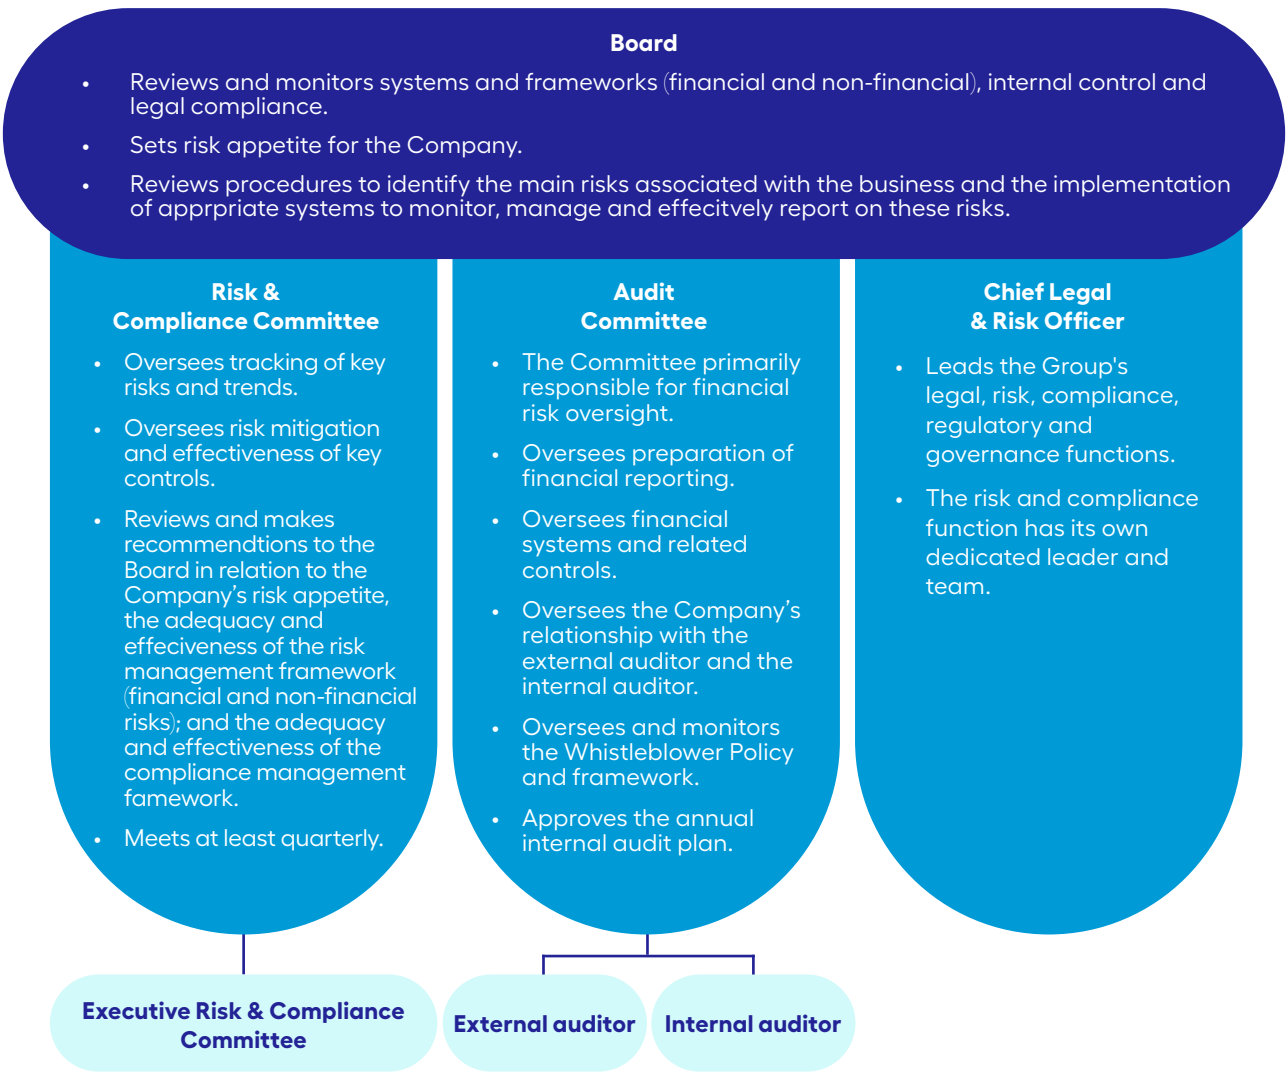 Board
• Reviews and monitors systems and frameworks (financial and non-financial), internal control and
legal compliance.
• Sets risk appetite for the Company.
• Reviews procedures to identify the main risks associated with the business and the implementation
of apprpriate systems to monitor, manage and effecitvely report on these risks.
Risk &
Compliance Committee
• Oversees tracking of key
risks and trends.
• Oversees risk mitigation
and effectiveness of key
controls.
• Reviews and makes
recommendtions to the
Board in relation to the
Company’s risk appetite,
the adequacy and
effeciveness of the risk
management framework
(financial and non-financial
risks); and the adequacy
and effectiveness of the
compliance management
famework.
• Meets at least quarterly.
Audit
Committee
• The Committee primarily
responsible for financial
risk oversight.
• Oversees preparation of
financial reporting.
• Oversees financial
systems and related
controls.
• Oversees the Company’s
relationship with the
external auditor and the
internal auditor.
• Oversees and monitors
the Whistleblower Policy
and framework.
• Approves the annual
internal audit plan.
Chief Legal
& Risk Officer
• Leads the Group's
legal, risk, compliance,
regulatory and
governance functions.
• The risk and compliance
function has its own
dedicated leader and
team.
Executive Risk & Compliance
Committee
External auditor
Internal auditor